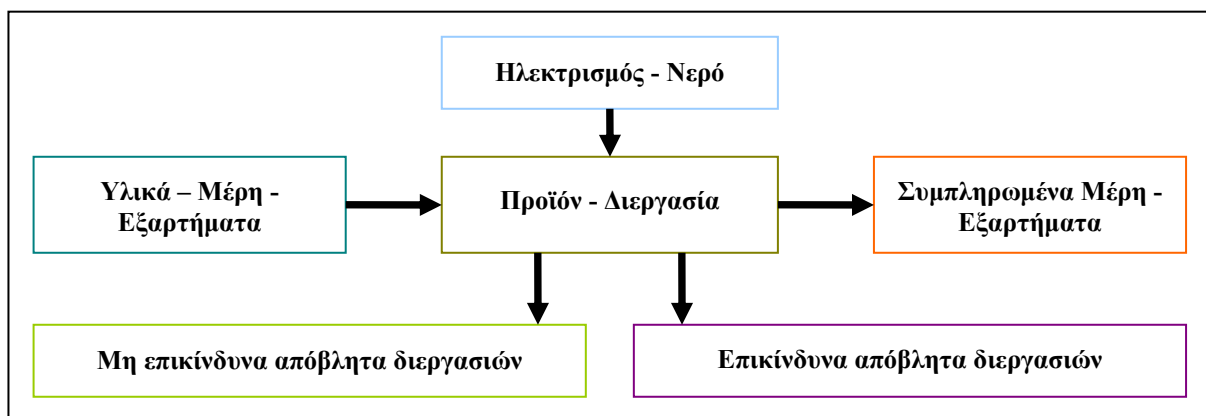 Ηλεκτρισμός - Νερό
Υλικά – Μέρη -
Εξαρτήματα
Προϊόν - Διεργασία
Συμπληρωμένα Μέρη -
Εξαρτήματα
Μη επικίνδυνα απόβλητα διεργασιών
Επικίνδυνα απόβλητα διεργασιών